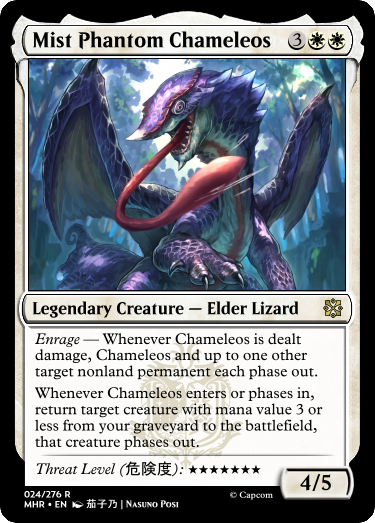 Mist Phantom Chameleos 3
Legendary Creature — Elder Lizard
Enrage — Whenever Chameleos is dealt
damage, Chameleos and up to one other
target nonland permanent each phase out.
Whenever Chameleos enters or phases in,
return target creature with mana value 3 or
less from your graveyard to the battlefield,
that creature phases out.
Threat Level (危険度): ★★★★★★★
4/5
024/276 R
MHR • EN 茄子乃 | Nasuno Posi
© Capcom